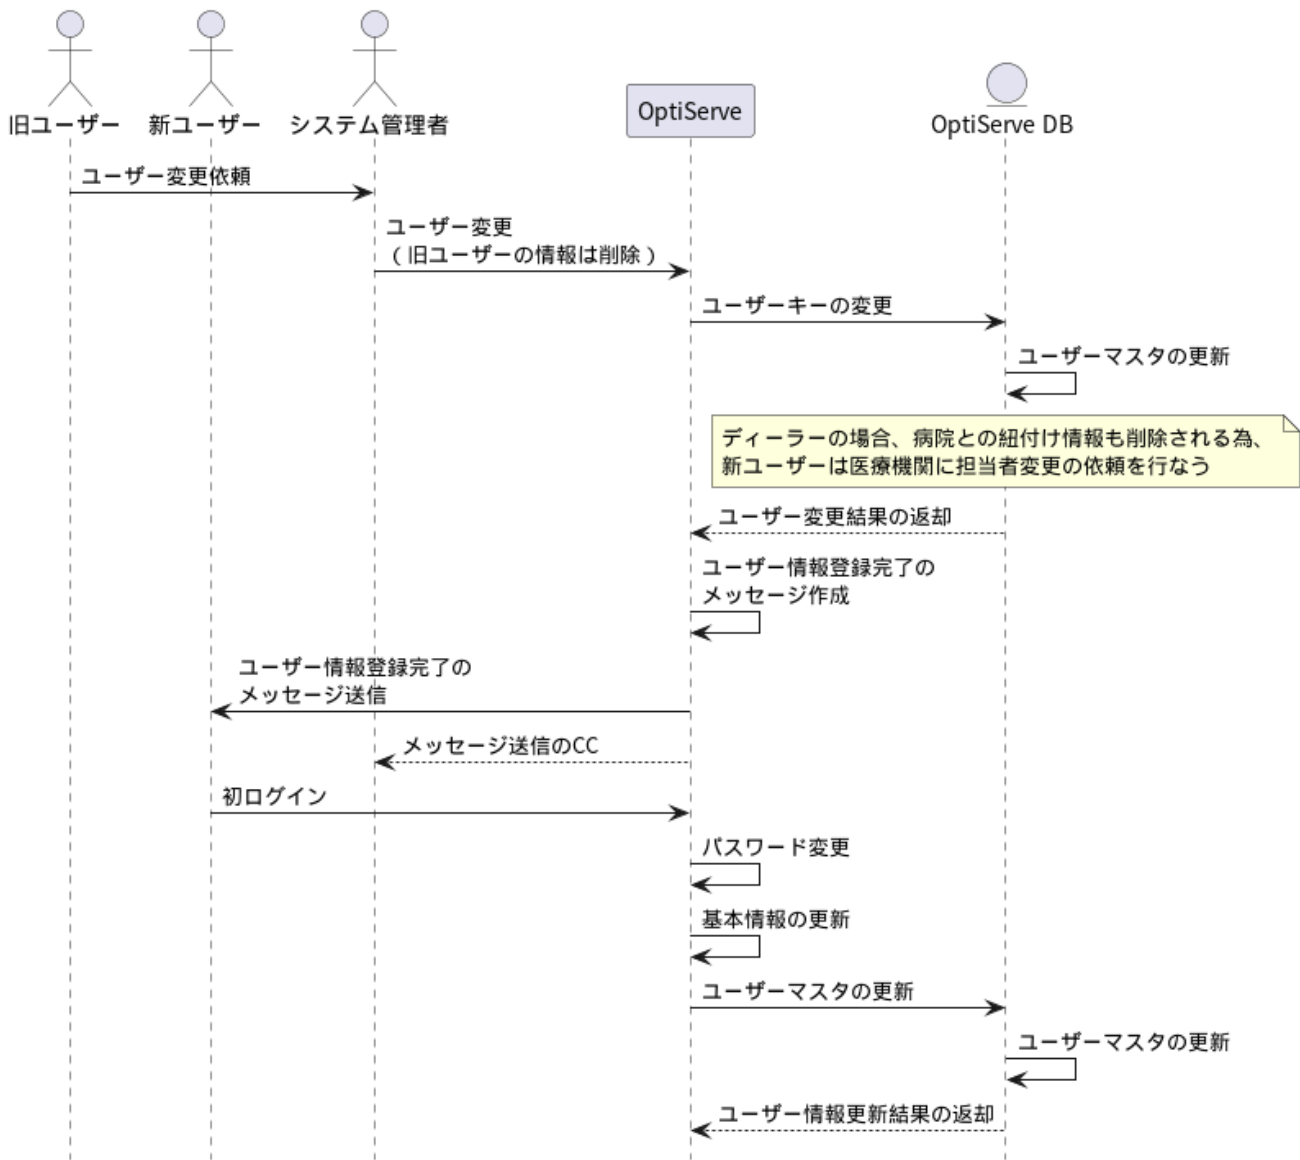 旧ユーザー
新ユーザー
システム管理者
OptiServe
OptiServe DB
ユーザー変更依頼
ユーザー変更
（旧ユーザーの情報は削除）
ユーザーキーの変更
ユーザーマスタの更新
ディーラーの場合、病院との紐付け情報も削除される為、
新ユーザーは医療機関に担当者変更の依頼を行なう
ユーザー変更結果の返却
ユーザー情報登録完了の
メッセージ作成
ユーザー情報登録完了の
メッセージ送信
メッセージ送信のCC
初ログイン
パスワード変更
基本情報の更新
ユーザーマスタの更新
ユーザーマスタの更新
ユーザー情報更新結果の返却